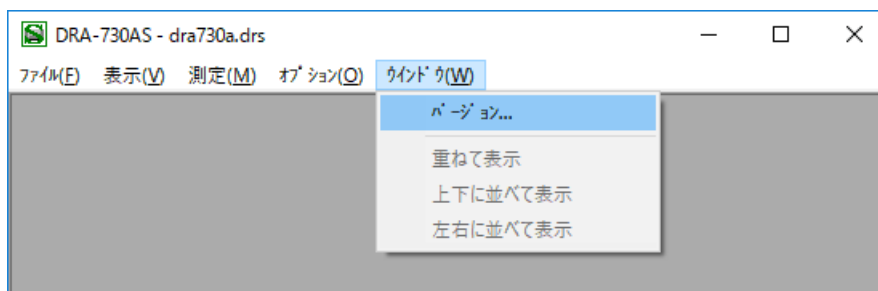 DRA-730AS - dra730a.drs
ﾌｧｲﾙ(F) 表示(V) 測定(M) ｵﾌﾟｼｮﾝ(O) ｳｲﾝﾄﾞｳ(W)
ﾊﾞｰｼﾞｮﾝ...
重ねて表示
上下に並べて表示
左右に並べて表示